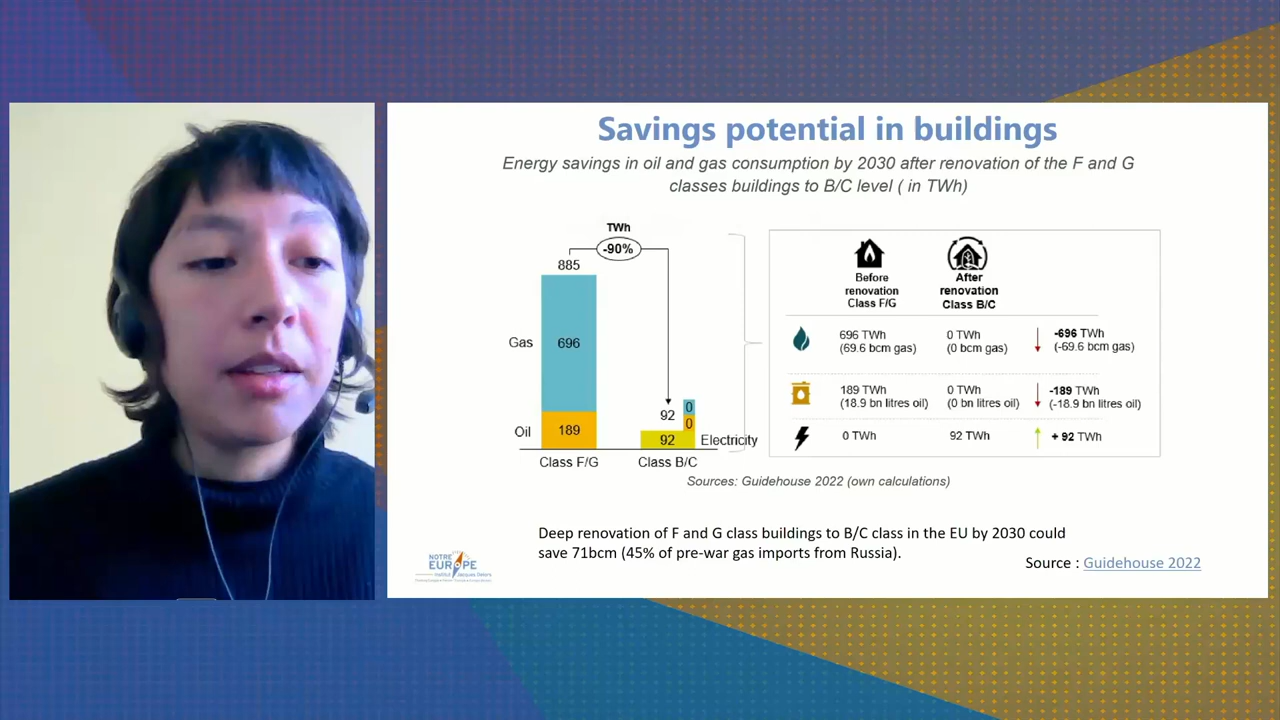 Savings potential in buildings
Energy savings in oil and gas consumption by 2030 after renovation of the F and G
classes buildings to B/C level ( in TWh)
TWh
-90%
885
Gas
696
Oil
189
92
0
0
92
Electricity
Class F/G
Class B/C
Before
renovation
Class F/G
After
renovation
Class B/C
696 TWh
(69.6 bcm gas)
0 TWh
(0 bcm gas)
-696 TWh
(-69.6 bcm gas)
189 TWh
(18.9 bn litres oil)
0 TWh
(0 bn litres oil)
-189 TWh
(-18.9 bn litres oil)
0 TWh
92 TWh
+ 92 TWh
Sources: Guidehouse 2022 (own calculations)
Deep renovation of F and G class buildings to B/C class in the EU by 2030 could
save 71bcm (45% of pre-war gas imports from Russia).
Source : Guidehouse 2022
NOTRE
EUROPE
Institut Jacques Delors